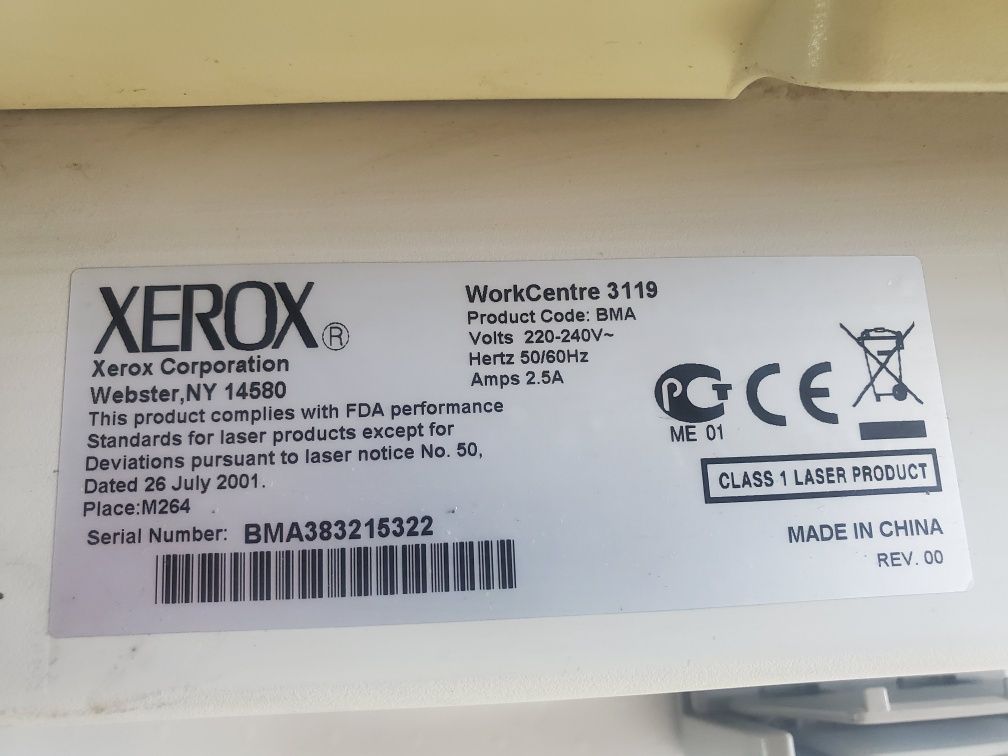 XEROX®
Xerox Corporation
Webster,NY 14580
This product complies with FDA performance
Standards for laser products except for
Deviations pursuant to laser notice No. 50,
Dated 26 July 2001.
Place:M264
Serial Number: BMA383215322
WorkCentre 3119
Product Code: BMA
Volts 220-240V~
Hertz 50/60Hz
Amps 2.5A
РСТ CE
ME 01
CLASS 1 LASER PRODUCT
MADE IN CHINA
REV. 00